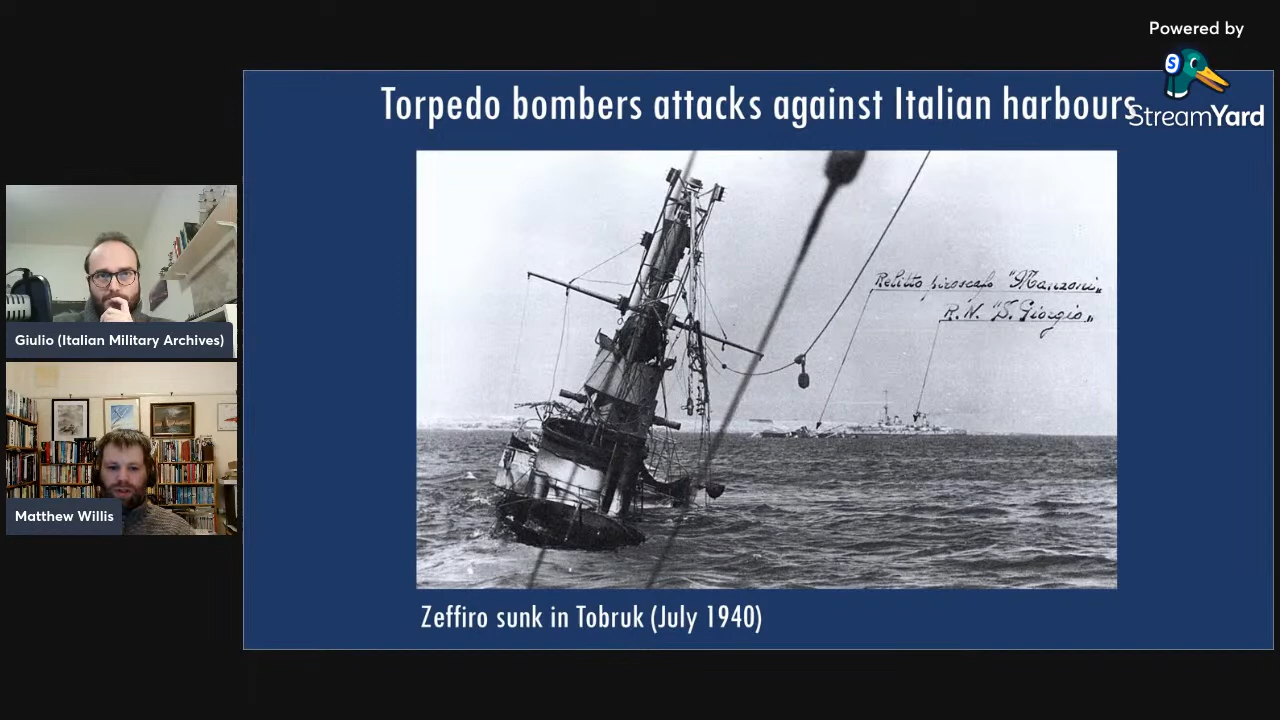 Powered by
StreamYard
Torpedo bombers attacks against Italian harbours
Relitto piroscafo "Manzoni„
R.N. "S. Giorgio„
Giulio (Italian Military Archives)
Matthew Willis
Zeffiro sunk in Tobruk (July 1940)